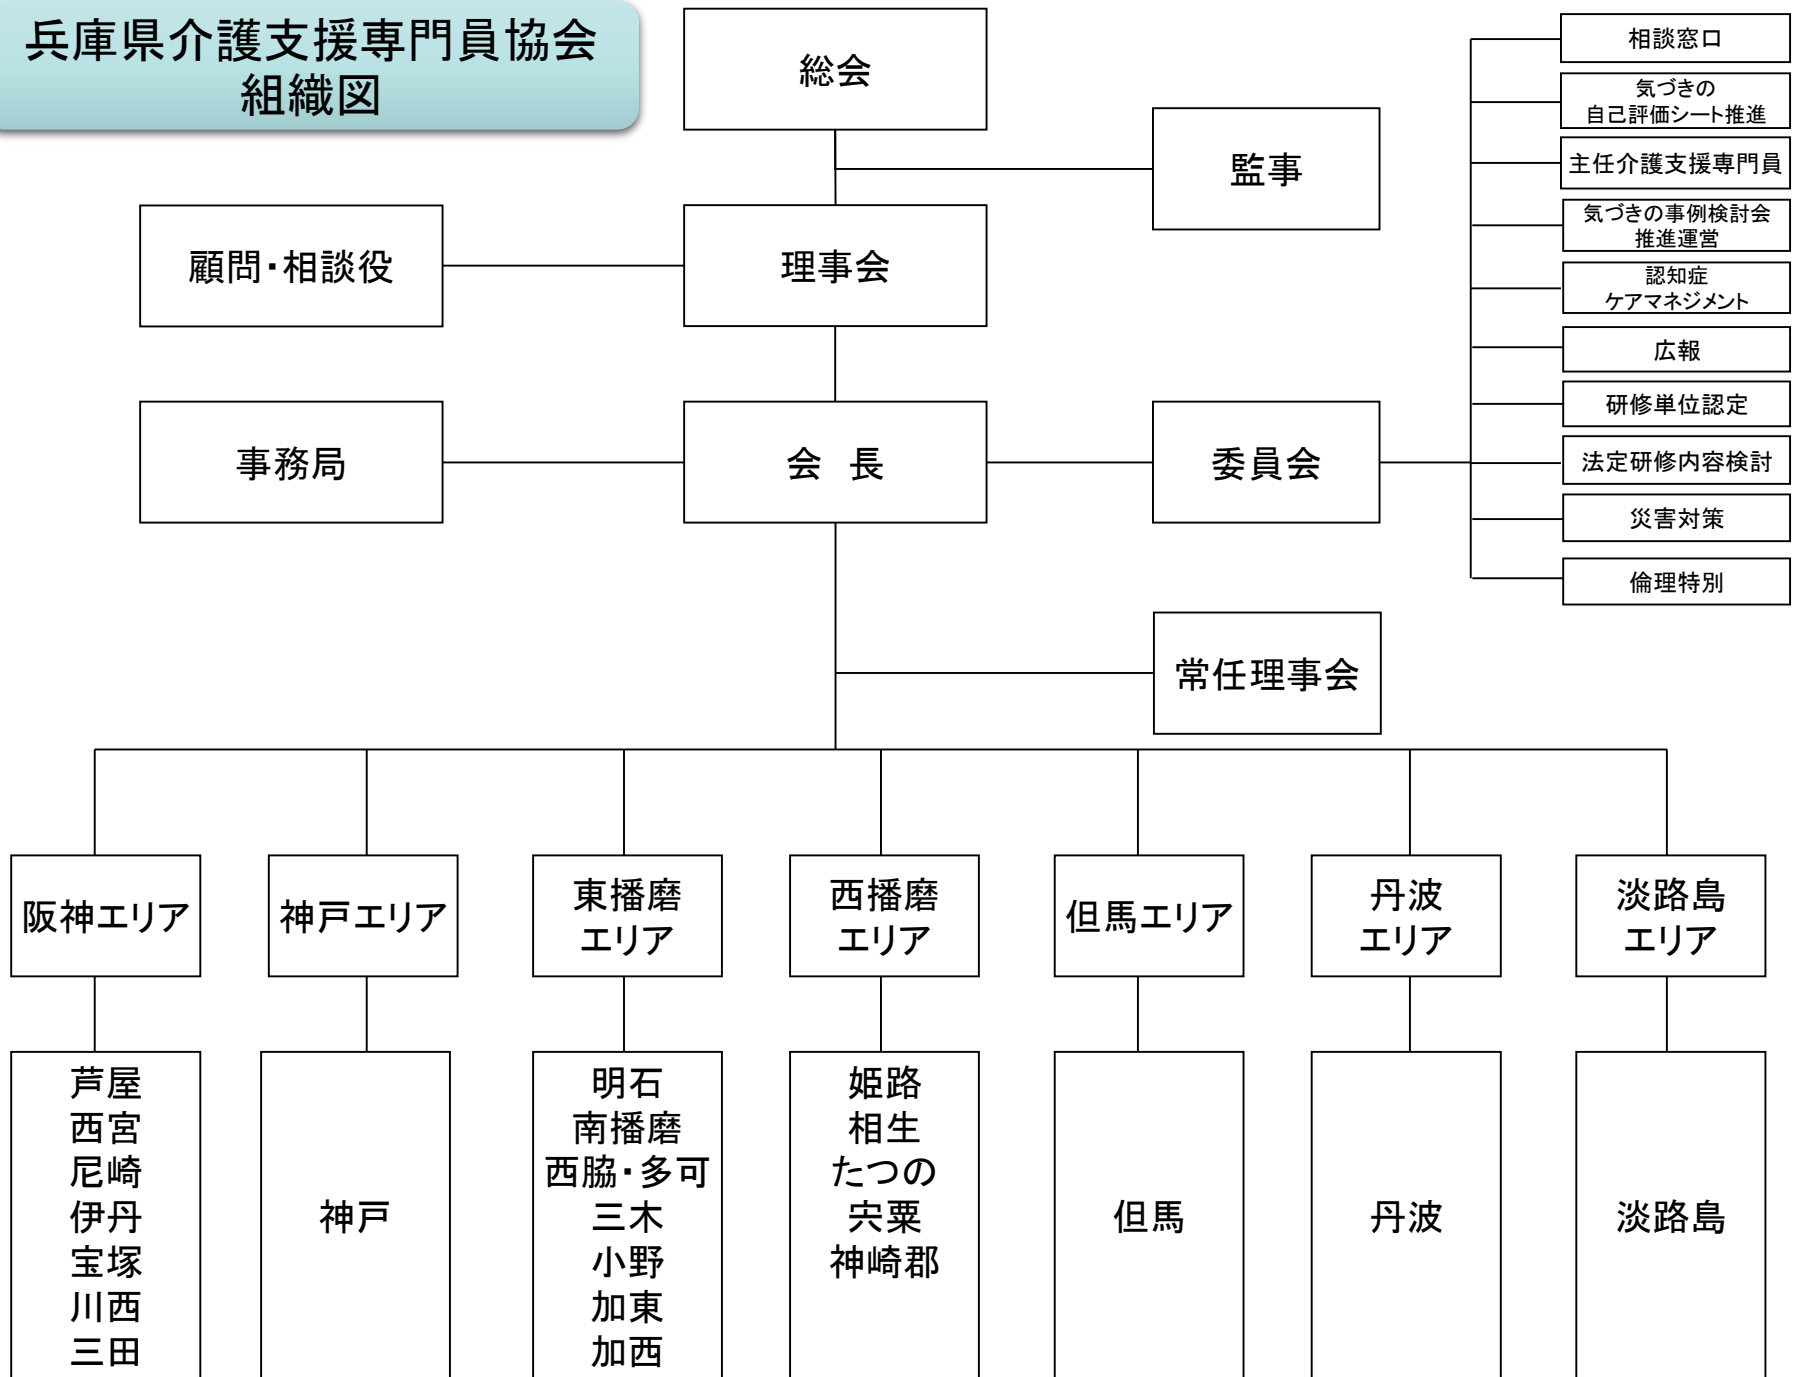 兵庫県介護支援専門員協会
組織図
総会
監事
顧問・相談役
理事会
事務局
会　長
委員会
相談窓口
気づきの
自己評価シート推進
主任介護支援専門員
気づきの事例検討会
推進運営
認知症
ケアマネジメント
広報
研修単位認定
法定研修内容検討
災害対策
倫理特別
常任理事会
阪神エリア
神戸エリア
東播磨
エリア
西播磨
エリア
但馬エリア
丹波
エリア
淡路島
エリア
芦屋
西宮
尼崎
伊丹
宝塚
川西
三田
神戸
明石
南播磨
西脇・多可
三木
小野
加東
加西
姫路
相生
たつの
宍粟
神崎郡
但馬
丹波
淡路島